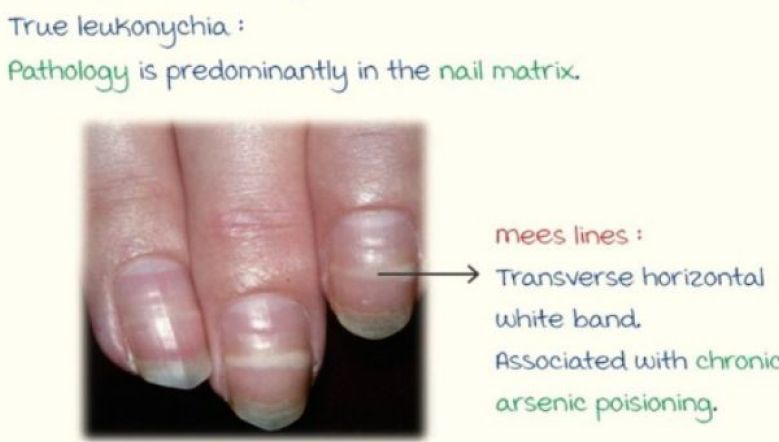 True leukonychia :
Pathology is predominantly in the nail matrix.
mees lines :
Transverse horizontal
white band.
Associated with chronic
arsenic poisioning.